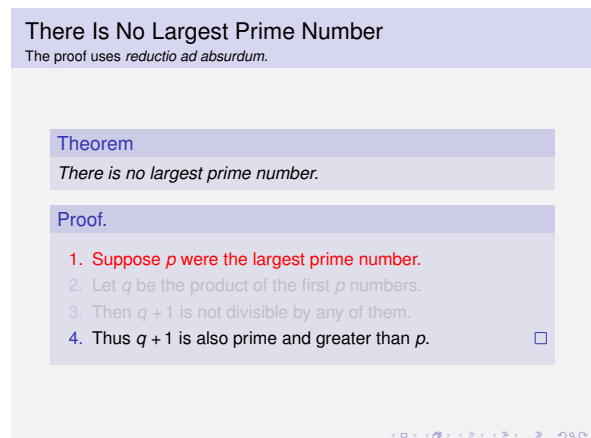 There Is No Largest Prime Number
The proof uses reductio ad absurdum.
Theorem
There is no largest prime number.
Proof.
1. Suppose p were the largest prime number.
2. Let q be the product of the first p numbers.
3. Then q + 1 is not divisible by any of them.
4. Thus q + 1 is also prime and greater than p. □